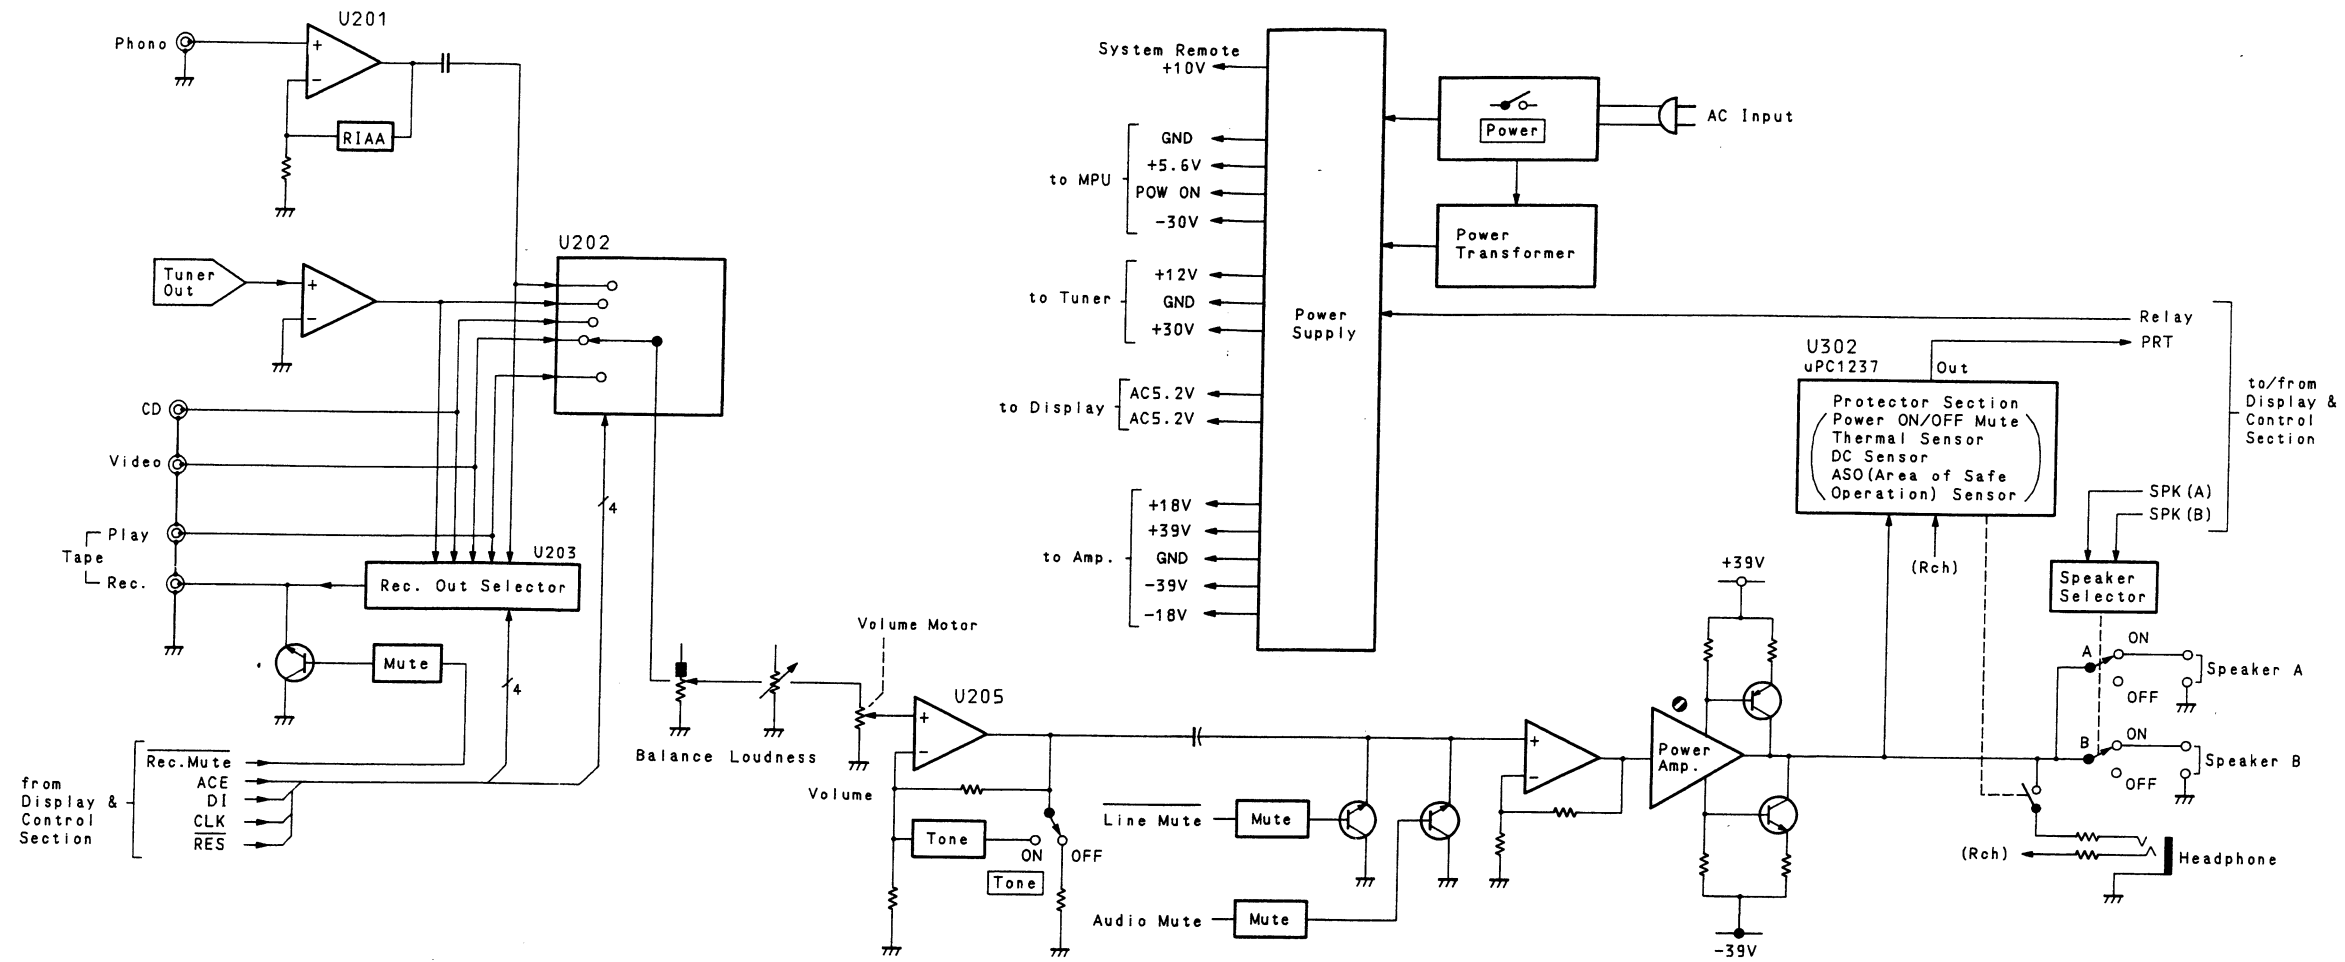 U201
Phono
RIAA
U202
Tuner
Out
CD
Video
Play
Tape
Rec.
U203
Rec. Out Selector
4
Mute
4
Rec.Mute
ACE
DI
CLK
RES
from
Display &
Control
Section
Volume Motor
Balance Loudness
Volume
U205
Tone
ON
OFF
Tone
System Remote
+10V
to MPU
GND
+5.6V
POW ON
-30V
to Tuner
+12V
GND
+30V
to Display
AC5.2V
AC5.2V
to Amp.
+18V
+39V
GND
-39V
-18V
Power
Supply
Power
AC Input
Power
Transformer
Line Mute
Mute
Audio Mute
Mute
Power
Amp.
+39V
-39V
U302
uPC1237
Out
Protector Section
(Power ON/OFF Mute
Thermal Sensor
DC Sensor
ASO(Area of Safe
Operation) Sensor)
(Rch)
Relay
PRT
to/from
Display &
Control
Section
SPK(A)
SPK(B)
Speaker
Selector
A
ON
OFF
Speaker A
B
ON
OFF
Speaker B
(Rch)
Headphone